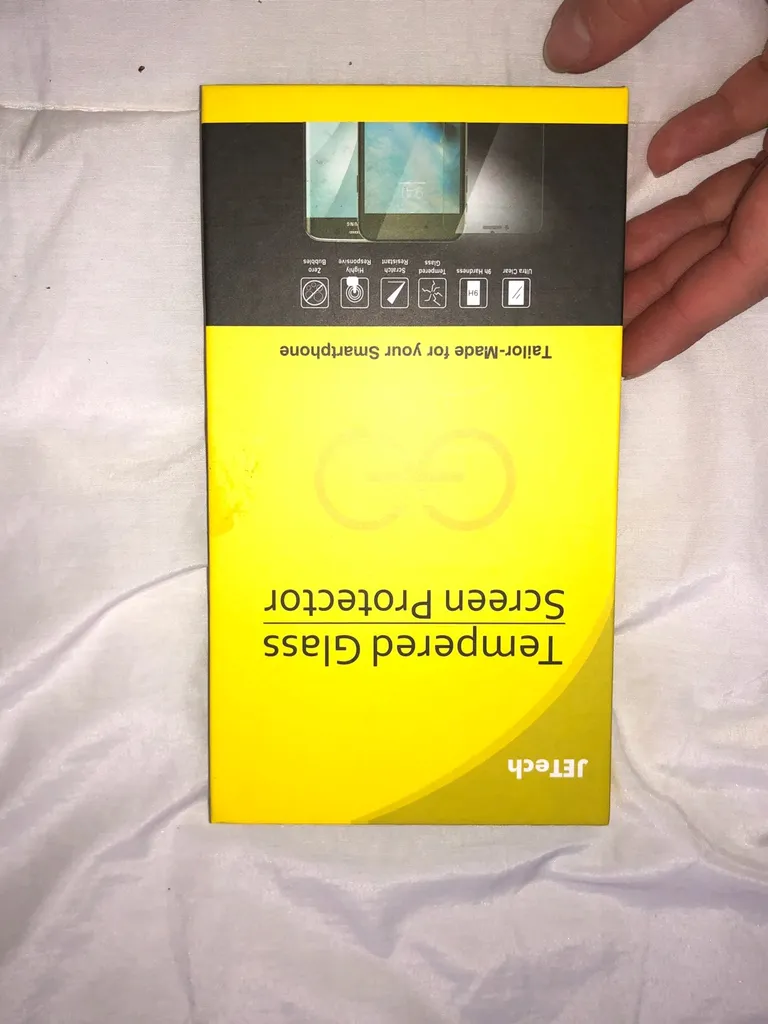 JETech
Tempered Glass
Screen Protector
Tailor-Made for your Smartphone
9H
Ultra Clear
9h Hardness
Tempered Glass
Scratch Resistant
Highly Responsive
Zero Bubbles